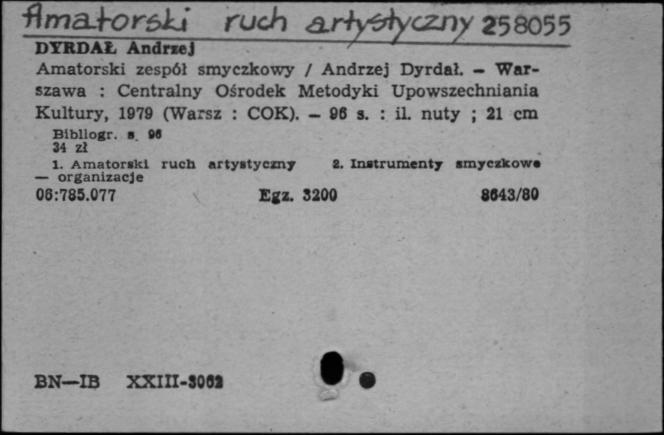 Amatorski ruch artystyczny 258055
DYRDAŁ Andrzej
Amatorski zespół smyczkowy / Andrzej Dyrdał. — War-
szawa : Centralny Ośrodek Metodyki Upowszechniania
Kultury, 1979 (Warsz : COK). — 96 s. : il. nuty ; 21 cm
Bibliogr. s. 96
34 zł
1. Amatorski ruch artystyczny 2. Instrumenty smyczkowe
— organizacje
06:785.077 Egz. 3200 8643/80
BN—IB XXIII-3062